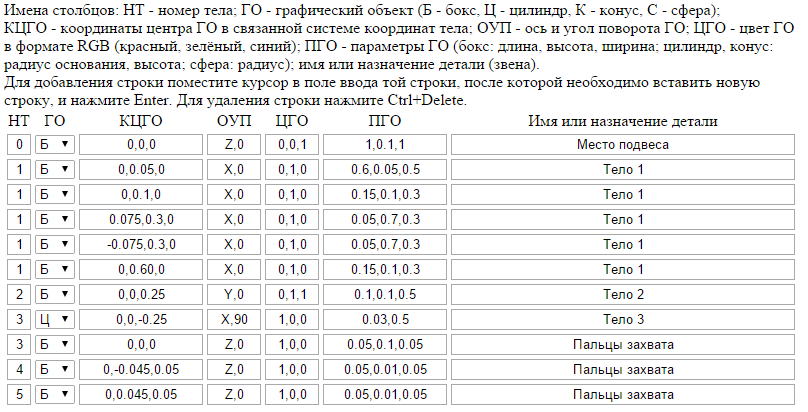 Имена столбцов: НТ - номер тела; ГО - графический объект (Б - бокс, Ц - цилиндр, К - конус, С - сфера);
КЦГО - координаты центра ГО в связанной системе координат тела; ОУП - ось и угол поворота ГО; ЦГО - цвет ГО
в формате RGB (красный, зелёный, синий); ПГО - параметры ГО (бокс: длина, высота, ширина; цилиндр, конус:
радиус основания, высота; сфера: радиус); имя или назначение детали (звена).
Для добавления строки поместите курсор в поле ввода той строки, после которой необходимо вставить новую
строку, и нажмите Enter. Для удаления строки нажмите Ctrl+Delete.
НТ ГО КЦГО ОУП ЦГО ПГО Имя или назначение детали
0 Б 0,0,0 Z,0 0,0,1 1,0.1,1 Место подвеса
1 Б 0,0.05,0 X,0 0,1,0 0.6,0.05,0.5 Тело 1
1 Б 0,0.1,0 X,0 0,1,0 0.15,0.1,0.3 Тело 1
1 Б 0.075,0.3,0 X,0 0,1,0 0.05,0.7,0.3 Тело 1
1 Б -0.075,0.3,0 X,0 0,1,0 0.05,0.7,0.3 Тело 1
1 Б 0,0.60,0 X,0 0,1,0 0.15,0.1,0.3 Тело 1
2 Б 0,0,0.25 Y,0 0,1,1 0.1,0.1,0.5 Тело 2
3 Ц 0,0,-0.25 X,90 1,0,0 0.03,0.5 Тело 3
3 Б 0,0,0 Z,0 1,0,0 0.05,0.1,0.05 Пальцы захвата
4 Б 0,-0.045,0.05 Z,0 1,0,0 0.05,0.01,0.05 Пальцы захвата
5 Б 0,0.045,0.05 Z,0 1,0,0 0.05,0.01,0.05 Пальцы захвата